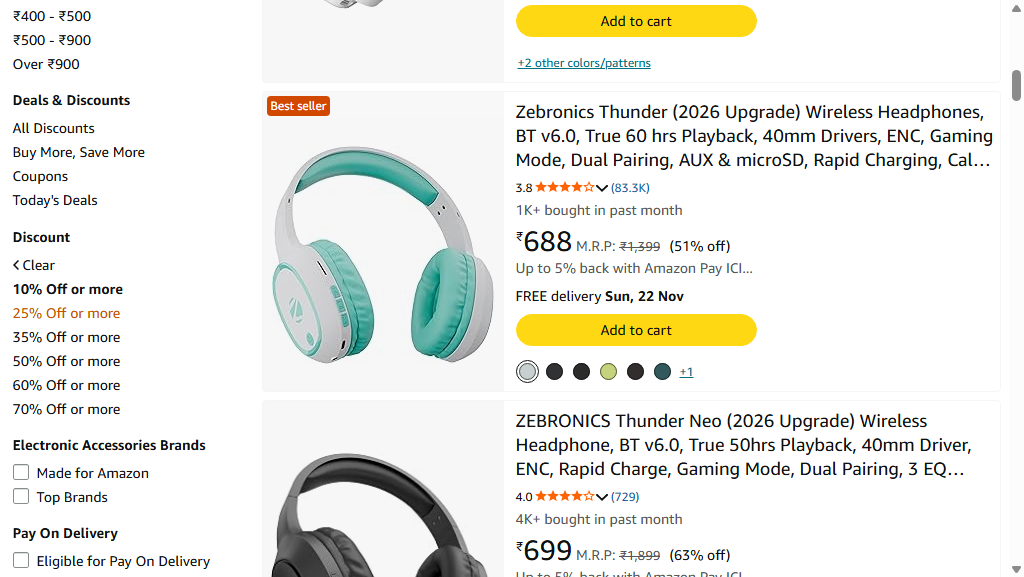 ₹400 - ₹500
₹500 - ₹900
Over ₹900
Deals & Discounts
All Discounts
Buy More, Save More
Coupons
Today's Deals
Discount
Clear
10% Off or more
25% Off or more
35% Off or more
50% Off or more
60% Off or more
70% Off or more
Electronic Accessories Brands
Made for Amazon
Top Brands
Pay On Delivery
Eligible for Pay On Delivery
Add to cart
+2 other colors/patterns
Best seller
Zebronics Thunder (2026 Upgrade) Wireless Headphones,
BT v6.0, True 60 hrs Playback, 40mm Drivers, ENC, Gaming
Mode, Dual Pairing, AUX & microSD, Rapid Charging, Cal…
3.8 (83.3K)
1K+ bought in past month
₹688 M.R.P: ₹1,399 (51% off)
Up to 5% back with Amazon Pay ICI…
FREE delivery Sun, 22 Nov
Add to cart
+1
ZEBRONICS Thunder Neo (2026 Upgrade) Wireless
Headphone, BT v6.0, True 50hrs Playback, 40mm Driver,
ENC, Rapid Charge, Gaming Mode, Dual Pairing, 3 EQ…
4.0 (729)
4K+ bought in past month
₹699 M.R.P: ₹1,899 (63% off)
Up to 5% back with Amazon Pay ICI…